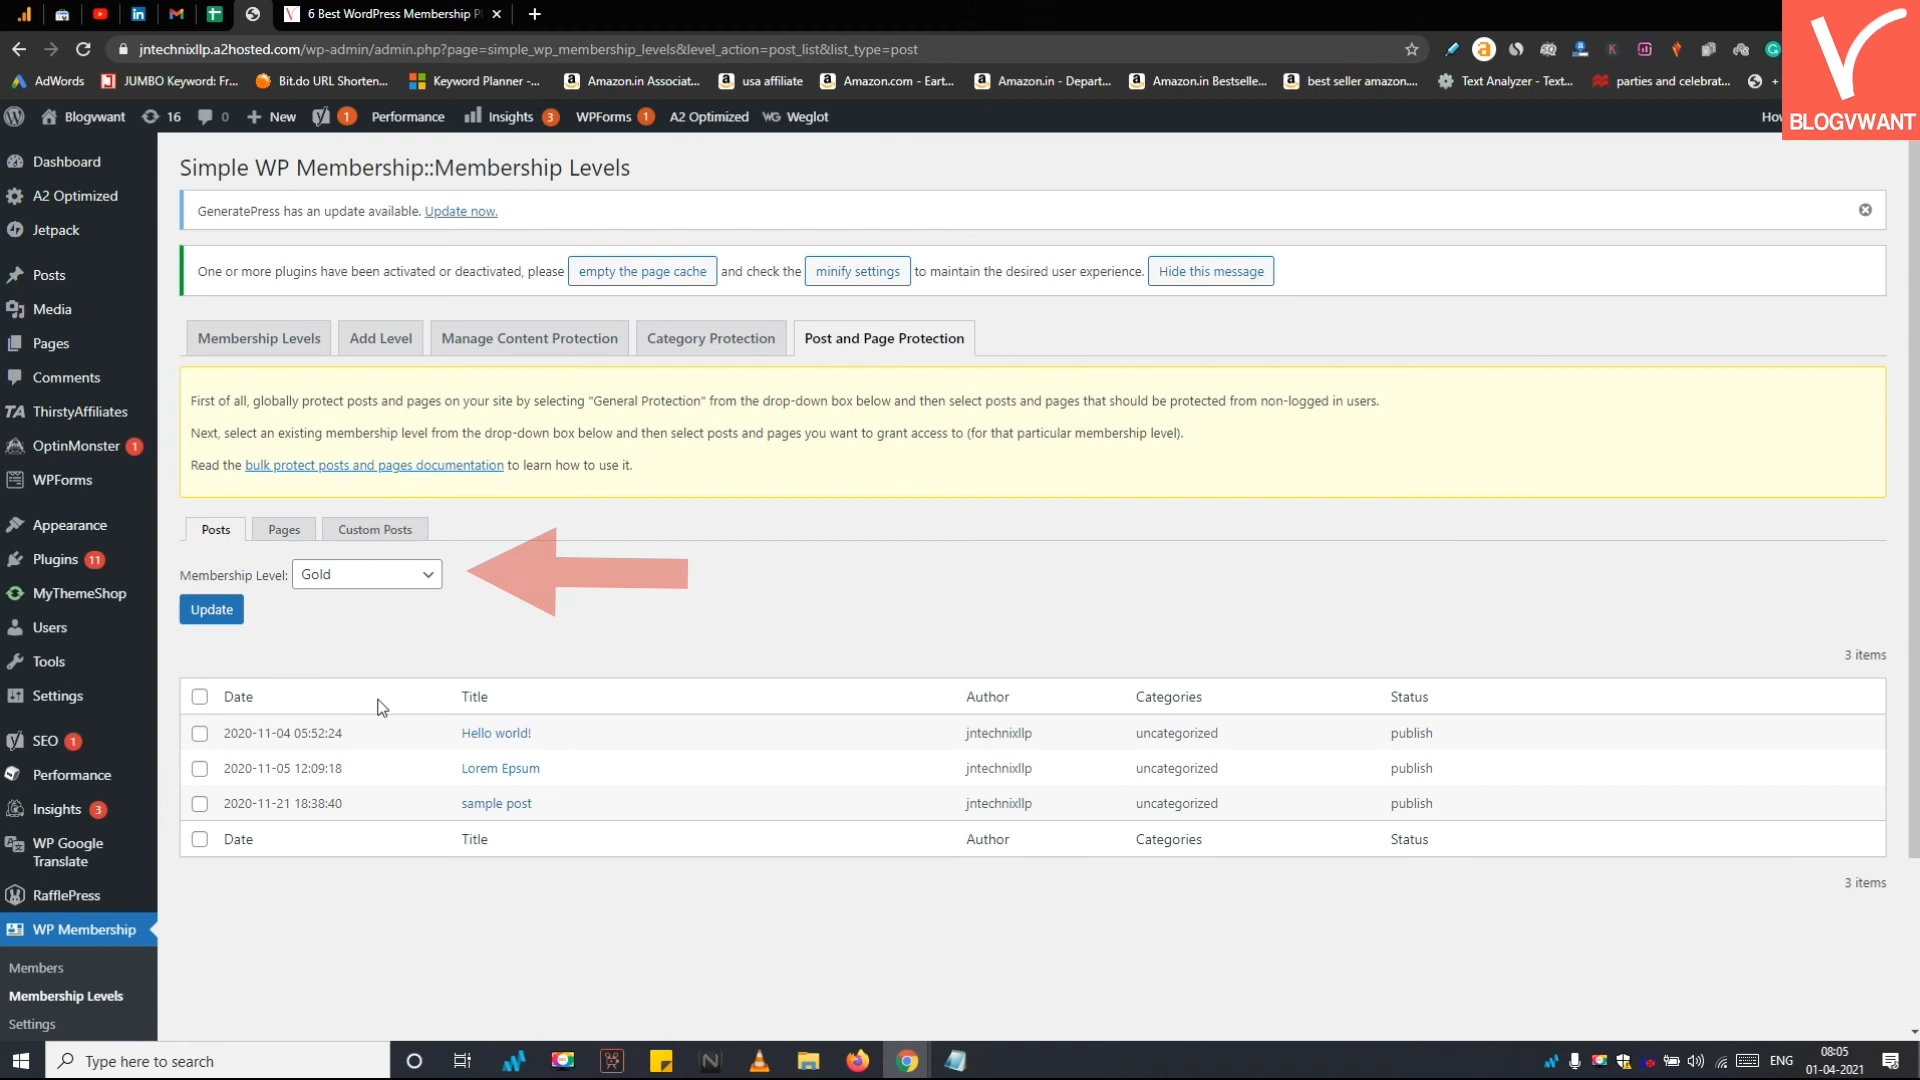 6 Best WordPress Membership P
jntechnixllp.a2hosted.com/wp-admin/admin.php?page=simple_wp_membership_levels&level_action=post_list&list_type=post
AdWords
JUMBO Keyword: Fr...
Bit.do URL Shorten...
Keyword Planner -...
Amazon.in Associat...
usa affiliate
Amazon.com - Eart...
Amazon.in - Depart...
Amazon.in Bestselle...
best seller amazon...
Text Analyzer - Text...
parties and celebrat...
BLOGVWANT
Blogvwant
16
0
New
1
Performance
Insights 3
WPForms 1
A2 Optimized
Weglot
How
Dashboard
A2 Optimized
Jetpack
Posts
Media
Pages
Comments
ThirstyAffiliates
OptinMonster 1
WPForms
Appearance
Plugins 11
MyThemeShop
Users
Tools
Settings
SEO 1
Performance
Insights 3
WP Google
Translate
RafflePress
WP Membership
Members
Membership Levels
Settings
Simple WP Membership::Membership Levels
GeneratePress has an update available. Update now.
One or more plugins have been activated or deactivated, please empty the page cache and check the minify settings to maintain the desired user experience. Hide this message
Membership Levels
Add Level
Manage Content Protection
Category Protection
Post and Page Protection
First of all, globally protect posts and pages on your site by selecting "General Protection" from the drop-down box below and then select posts and pages that should be protected from non-logged in users.
Next, select an existing membership level from the drop-down box below and then select posts and pages you want to grant access to (for that particular membership level).
Read the bulk protect posts and pages documentation to learn how to use it.
Posts
Pages
Custom Posts
Membership Level: Gold
Update
3 items
Date Title Author Categories Status
2020-11-04 05:52:24 Hello world! jntechnixllp uncategorized publish
2020-11-05 12:09:18 Lorem Epsum jntechnixllp uncategorized publish
2020-11-21 18:38:40 sample post jntechnixllp uncategorized publish
Date Title Author Categories Status
3 items
Type here to search
ENG
08:05
01-04-2021